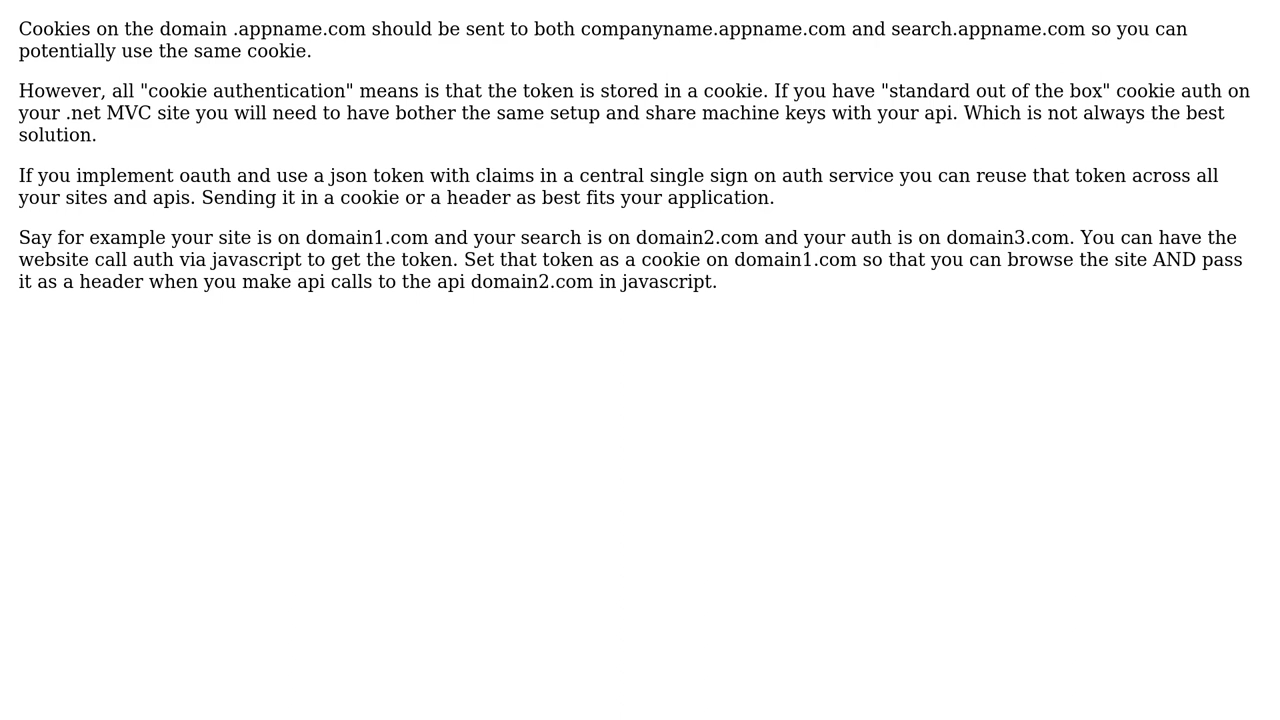 Cookies on the domain .appname.com should be sent to both companyname.appname.com and search.appname.com so you can
potentially use the same cookie.
However, all "cookie authentication" means is that the token is stored in a cookie. If you have "standard out of the box" cookie auth on
your .net MVC site you will need to have bother the same setup and share machine keys with your api. Which is not always the best
solution.
If you implement oauth and use a json token with claims in a central single sign on auth service you can reuse that token across all
your sites and apis. Sending it in a cookie or a header as best fits your application.
Say for example your site is on domain1.com and your search is on domain2.com and your auth is on domain3.com. You can have the
website call auth via javascript to get the token. Set that token as a cookie on domain1.com so that you can browse the site AND pass
it as a header when you make api calls to the api domain2.com in javascript.